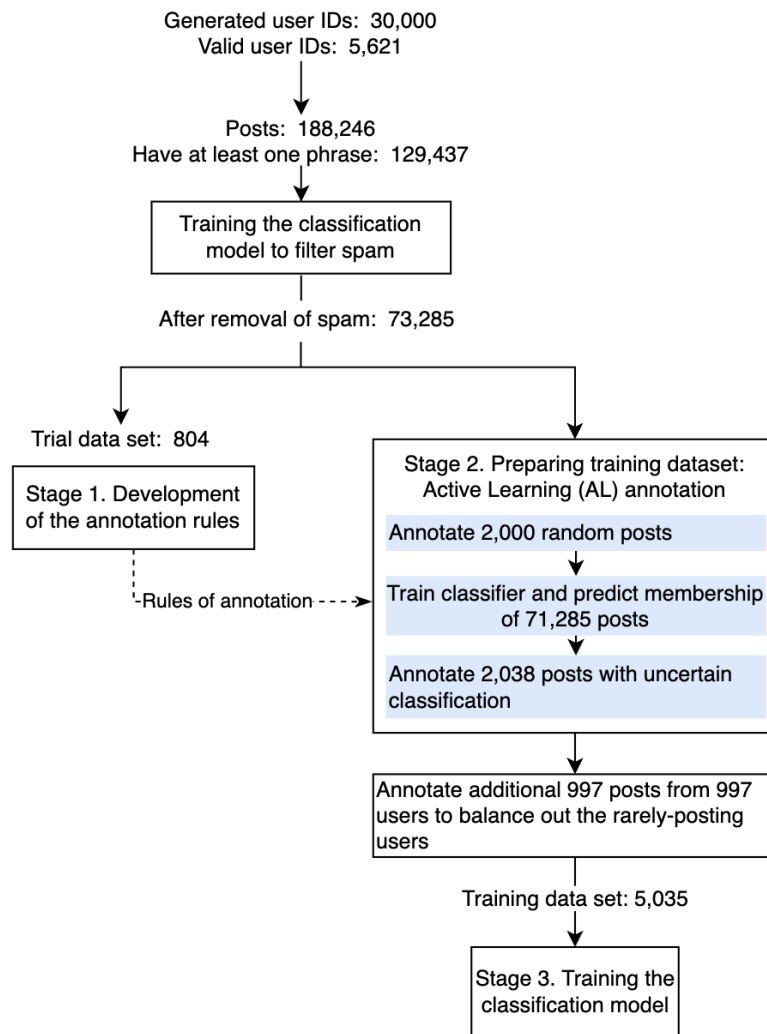 Generated user IDs: 30,000
Valid user IDs: 5,621
Posts: 188,246
Have at least one phrase: 129,437
Training the classification
model to filter spam
After removal of spam: 73,285
Trial data set: 804
Stage 1. Development
of the annotation rules
Rules of annotation
Stage 2. Preparing training dataset:
Active Learning (AL) annotation
Annotate 2,000 random posts
Train classifier and predict membership
of 71,285 posts
Annotate 2,038 posts with uncertain
classification
Annotate additional 997 posts from 997
users to balance out the rarely-posting
users
Training data set: 5,035
Stage 3. Training the
classification model